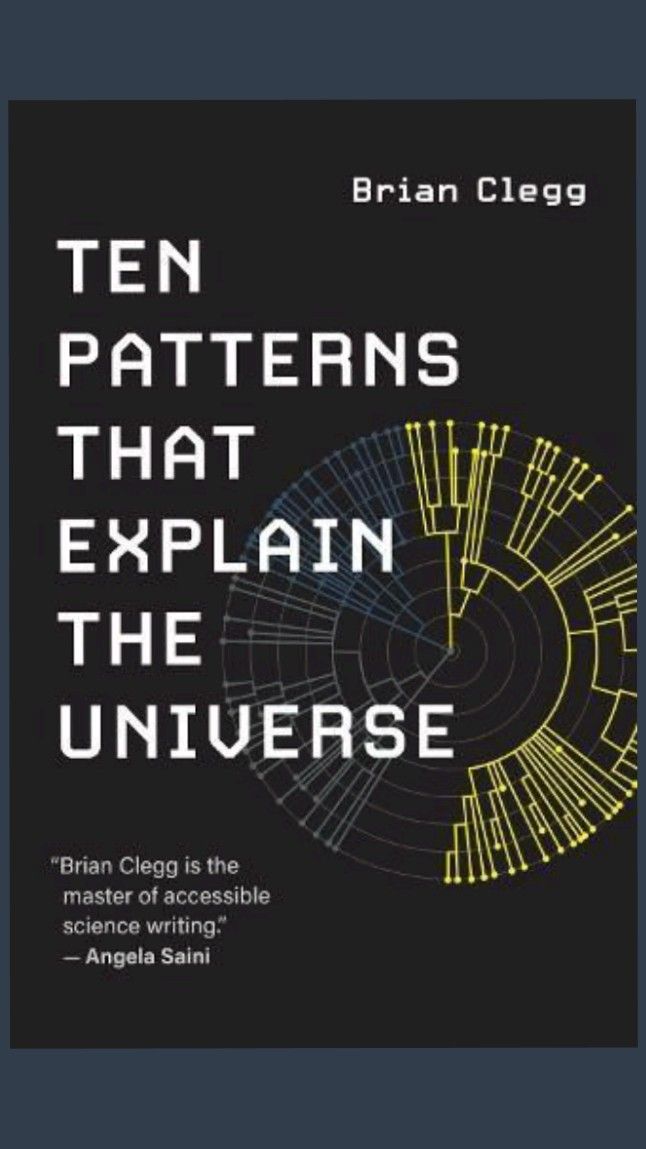 Brian Clegg
TEN
PATTERNS
THAT
EXPLAIN
THE
UNIVERSE
“Brian Clegg is the
master of accessible
science writing.”
— Angela Saini